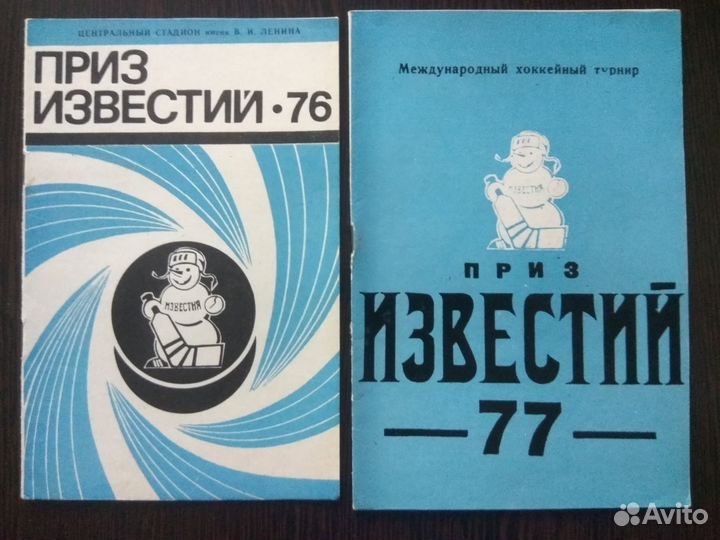 ЦЕНТРАЛЬНЫЙ СТАДИОН имени В. И. ЛЕНИНА
ПРИЗ
ИЗВЕСТИЙ • 76
ИЗВЕСТИЯ
Международный хоккейный турнир
ИЗВЕСТИЯ
ПРИЗ
ИЗВЕСТИЙ
— 77 —
Avito